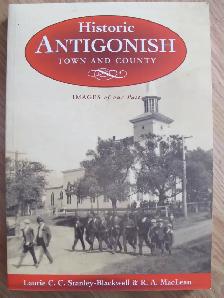 Historic
ANTIGONISH
TOWN AND COUNTY
IMAGES of our Past
Laurie C. C. Stanley-Blackwell & R. A. MacLean